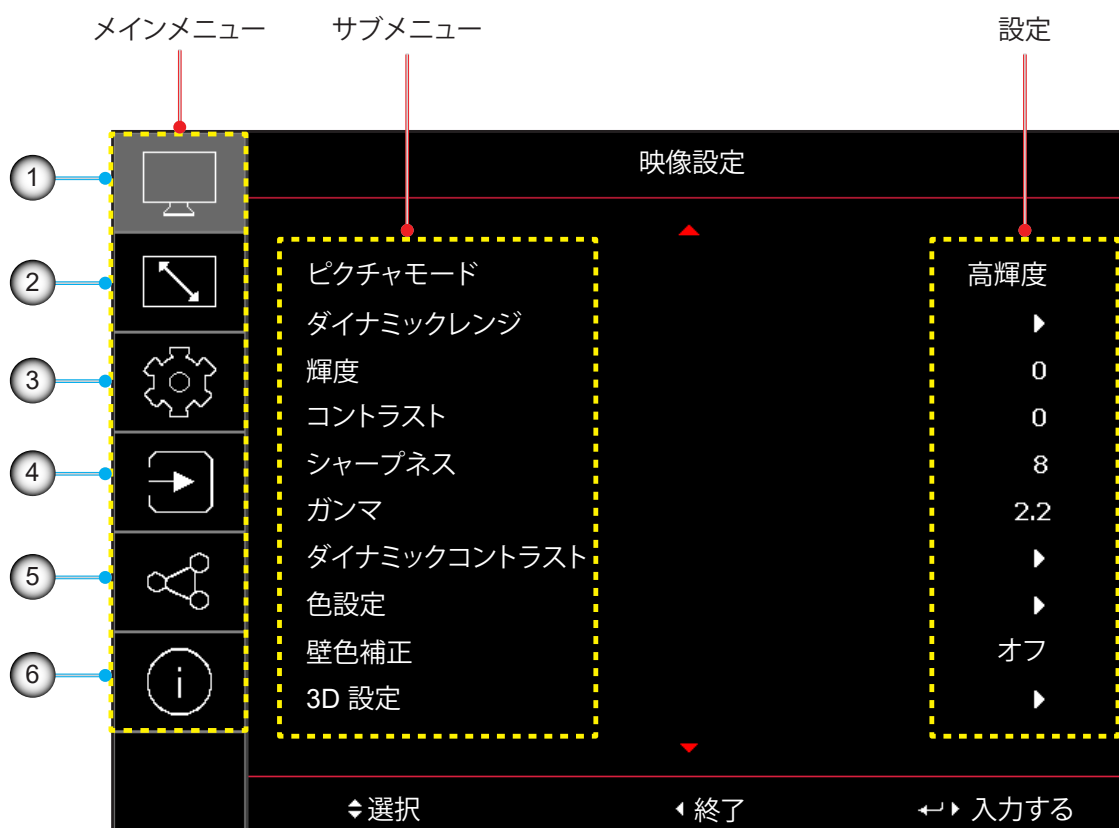 メインメニュー サブメニュー 設定
1
映像設定
2
ピクチャモード 高輝度
ダイナミックレンジ
3
輝度 0
コントラスト 0
4
シャープネス 8
ガンマ 2.2
5
ダイナミックコントラスト
色設定
6
壁色補正 オフ
i
3D 設定
選択 終了 入力する